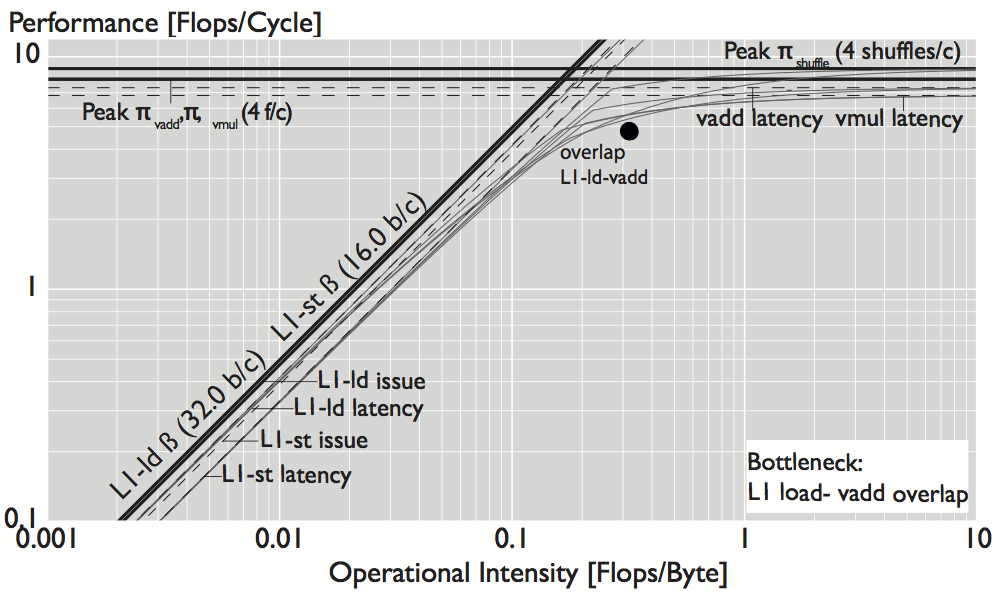 Performance [Flops/Cycle]
10
Peak π shuffle (4 shuffles/c)
Peak π vadd,π, vmul (4 f/c)
vadd latency vmul latency
overlap
L1-ld-vadd
L1-st ß (16.0 b/c)
1
L1-ld ß (32.0 b/c)
L1-ld issue
L1-ld latency
L1-st issue
L1-st latency
Bottleneck:
L1 load- vadd overlap
0.1
0.001 0.01 0.1 1 10
Operational Intensity [Flops/Byte]